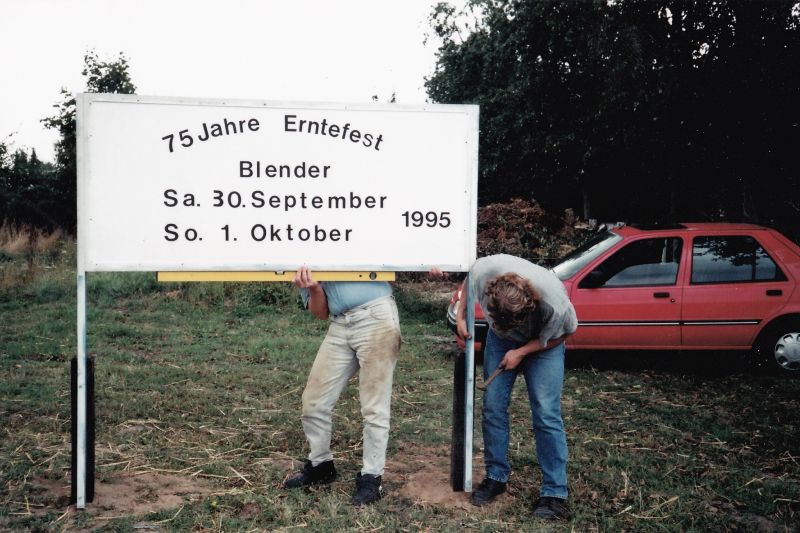 75 Jahre Erntefest
Blender
Sa. 30. September
So. 1. Oktober 1995